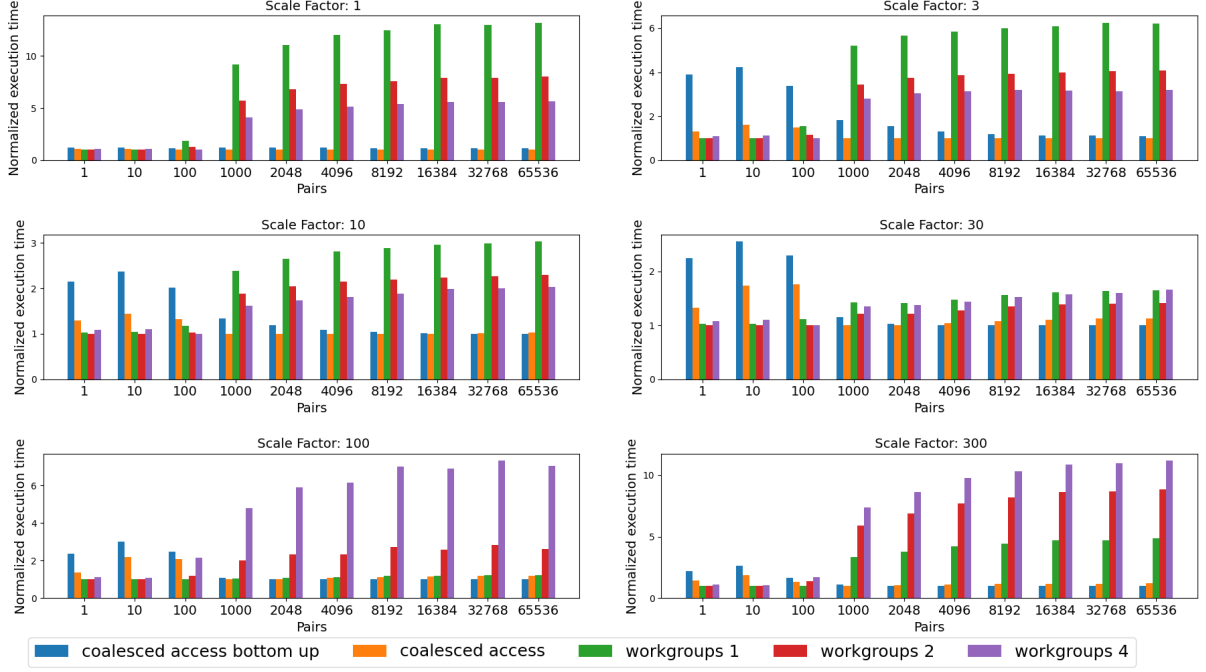 Scale Factor: 1
Normalized execution time
10
5
0
1 10 100 1000 2048 4096 8192 16384 32768 65536
Pairs
Scale Factor: 3
Normalized execution time
6
4
2
0
1 10 100 1000 2048 4096 8192 16384 32768 65536
Pairs
Scale Factor: 10
Normalized execution time
3
2
1
0
1 10 100 1000 2048 4096 8192 16384 32768 65536
Pairs
Scale Factor: 30
Normalized execution time
2
1
0
1 10 100 1000 2048 4096 8192 16384 32768 65536
Pairs
Scale Factor: 100
Normalized execution time
6
4
2
0
1 10 100 1000 2048 4096 8192 16384 32768 65536
Pairs
Scale Factor: 300
Normalized execution time
10
5
0
1 10 100 1000 2048 4096 8192 16384 32768 65536
Pairs
coalesced access bottom up coalesced access workgroups 1 workgroups 2 workgroups 4